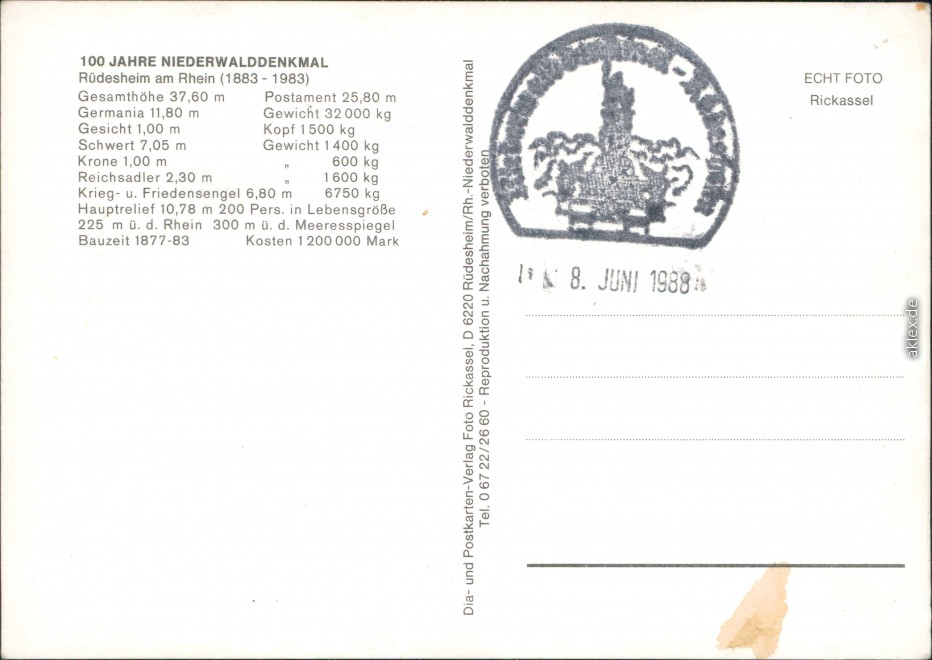 100 JAHRE NIEDERWALDDENKMAL
Rüdesheim am Rhein (1883 - 1983)
Gesamthöhe 37,60 m Postament 25,80 m
Germania 11,80 m Gewicht 32 000 kg
Gesicht 1,00 m Kopf 1 500 kg
Schwert 7,05 m Gewicht 1 400 kg
Krone 1,00 m „ 600 kg
Reichsadler 2,30 m „ 1 600 kg
Krieg- u. Friedensengel 6,80 m 6750 kg
Hauptrelief 10,78 m 200 Pers. in Lebensgröße
225 m ü. d. Rhein 300 m ü. d. Meeresspiegel
Bauzeit 1877-83 Kosten 1 200 000 Mark
Dia- und Postkarten-Verlag Foto Rickassel, D 6220 Rüdesheim/Rh.-Niederwalddenkmal
Tel. 0 67 22 / 26 60 - Reproduktion u. Nachahmung verboten
8. JUNI 1988
ECHT FOTO
Rickassel
aklex.de